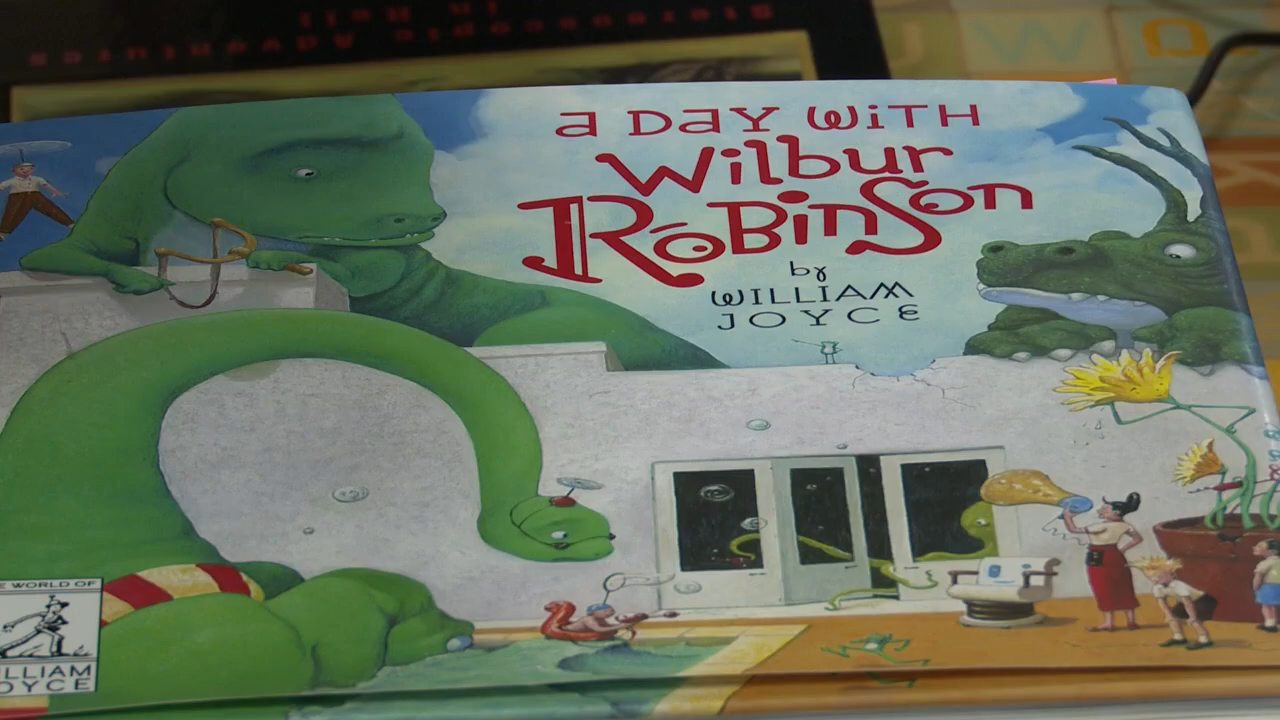 A DAY WITH
Wilbur
RoBinSon
by
WILLIAM
JOYCE
E WORLD OF
ILLIAM
OYCE
W O